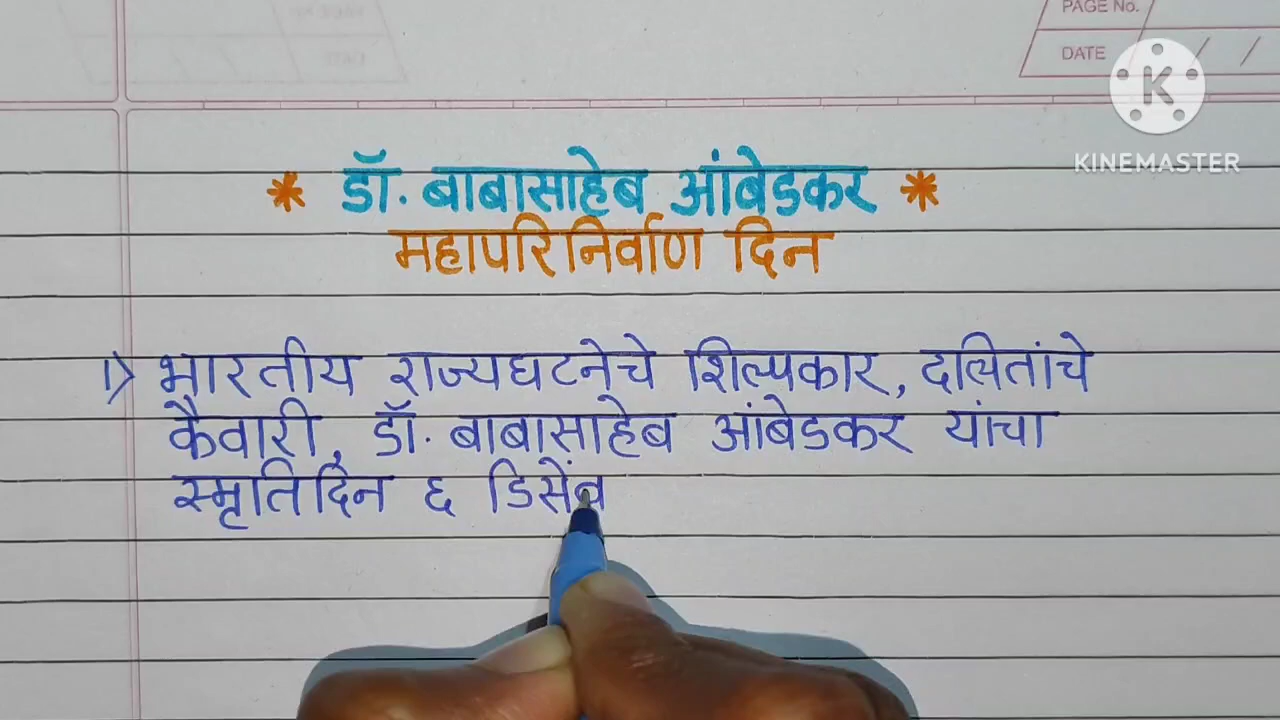 PAGE No.
DATE / /
K
KINEMASTER
* डॉ. बाबासाहेब आंबेडकर *
महापरिनिर्वाण दिन
1) भारतीय राज्यघटनेचे शिल्पकार, दलितांचे
कैवारी, डॉ. बाबासाहेब आंबेडकर यांचा
स्मृतिदिन ६ डिसेंब